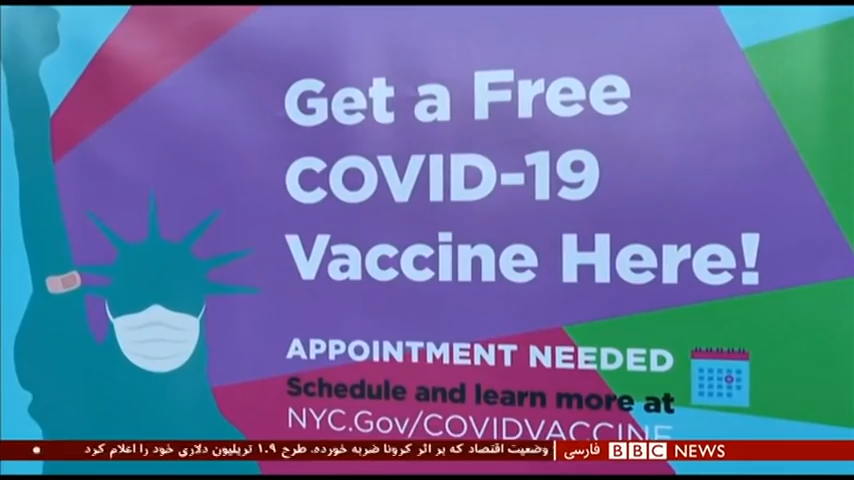 Get a Free
COVID-19
Vaccine Here!
APPOINTMENT NEEDED
Schedule and learn more at
NYC.Gov/COVIDVACCINE
وضعیت اقتصاد که بر اثر کرونا ضربه خورده، طرح ۱.۹ تریلیون دلاری خود را اعلام کرد
BBC NEWS فارسی